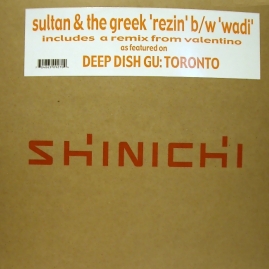 sultan & the greek 'rezin' b/w 'wadi'
includes a remix from valentino
as featured on
DEEP DISH GU: TORONTO
SHINICHI